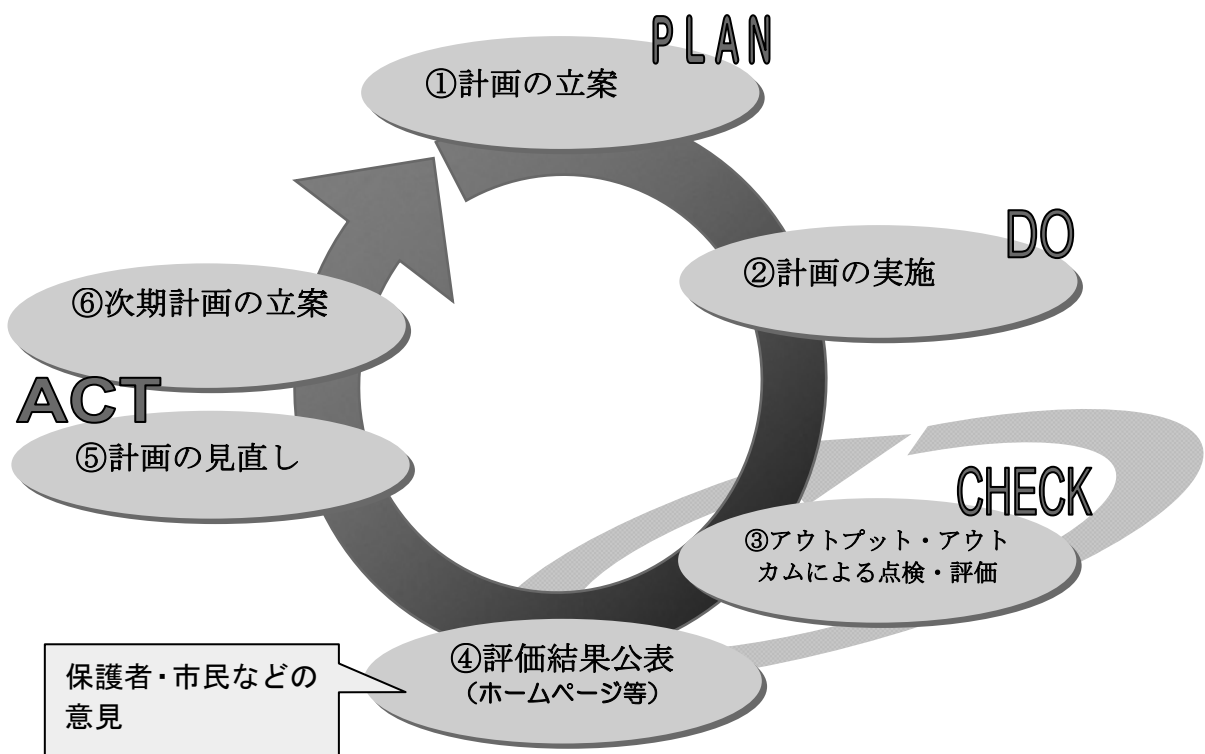 PLAN
①計画の立案
DO
②計画の実施
CHECK
③アウトプット・アウト
カムによる点検・評価
④評価結果公表
（ホームページ等）
保護者・市民などの
意見
ACT
⑤計画の見直し
⑥次期計画の立案